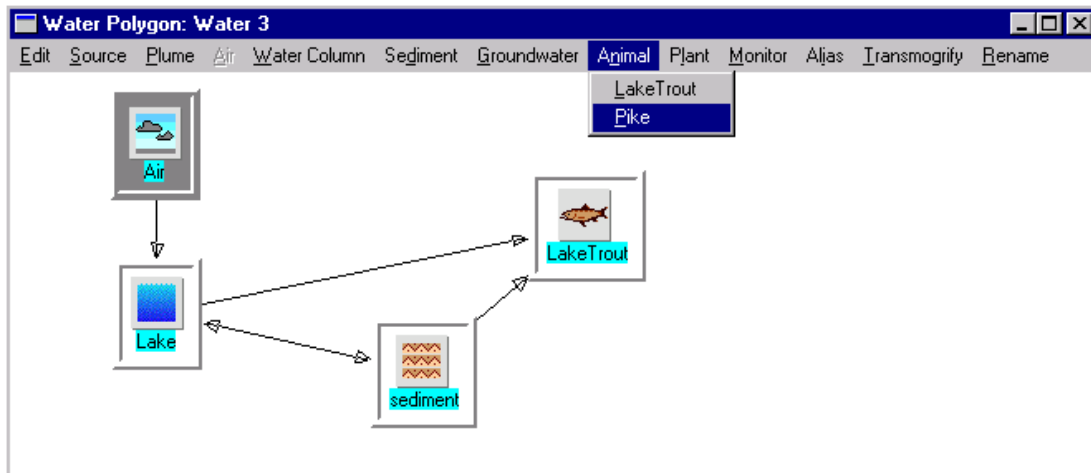 Water Polygon: Water 3
Edit Source Plume Air Water Column Sediment Groundwater Animal Plant Monitor Alias Transmogrify Rename
LakeTrout
Pike
Air
LakeTrout
Lake
sediment